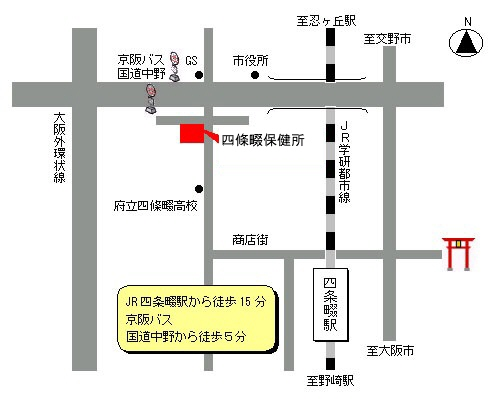 至忍ヶ丘駅
至交野市
N
京阪バス
国道中野
GS
市役所
大阪外環状線
四條畷保健所
JR学研都市線
府立四條畷高校
商店街
四条畷駅
JR四条畷駅から徒歩15分
京阪バス
国道中野から徒歩5分
至大阪市
至野崎駅